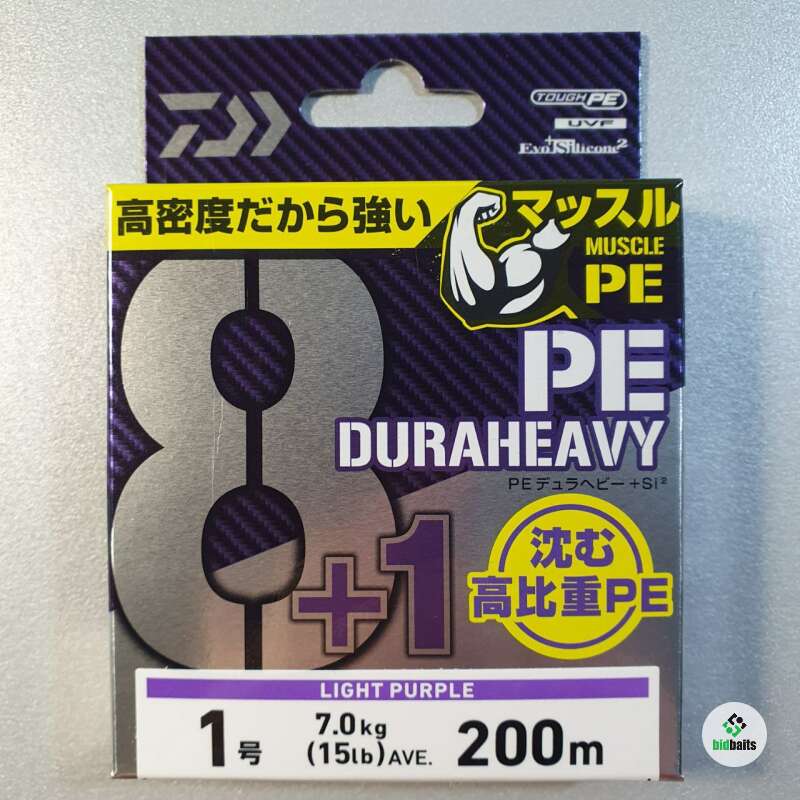 TOUGH PE
UVF
Evo+Silicone²
高密度だから強い
マッスル
MUSCLE
PE
8
+1
PE
DURAHEAVY
PE デュラヘビー +Si²
沈む
高比重PE
LIGHT PURPLE
1号
7.0kg
(15lb) AVE.
200m
bidbaits